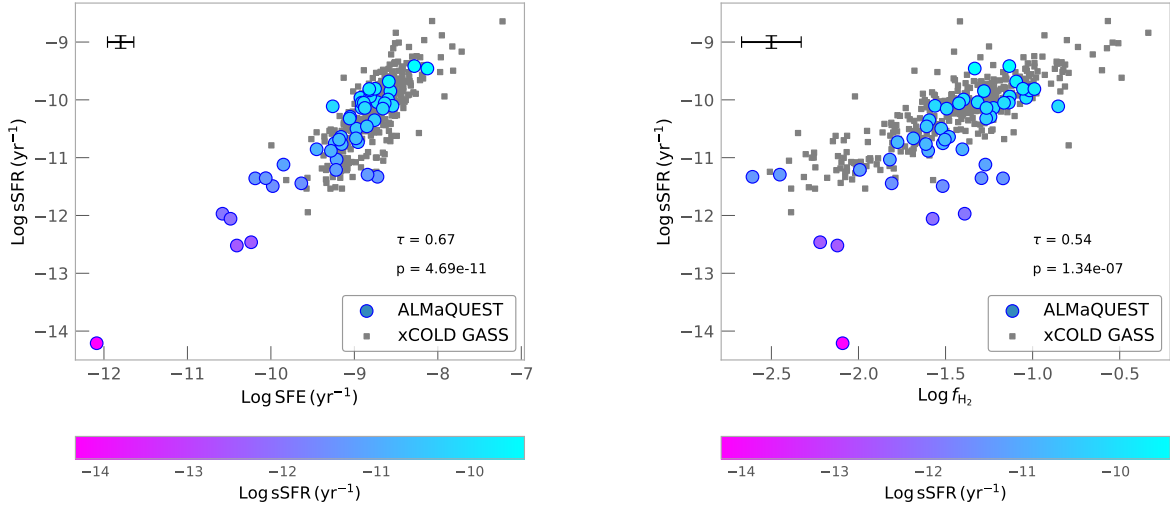 −9
−10
−11
−12
−13
−14
Log sSFR (yr⁻¹)
τ = 0.67
p = 4.69e-11
ALMaQUEST
xCOLD GASS
−12
−11
−10
−9
−8
−7
Log SFE (yr⁻¹)
−14
−13
−12
−11
−10
Log sSFR (yr⁻¹)
−9
−10
−11
−12
−13
−14
Log sSFR (yr⁻¹)
τ = 0.54
p = 1.34e-07
ALMaQUEST
xCOLD GASS
−2.5
−2.0
−1.5
−1.0
−0.5
Log f_H₂
−14
−13
−12
−11
−10
Log sSFR (yr⁻¹)